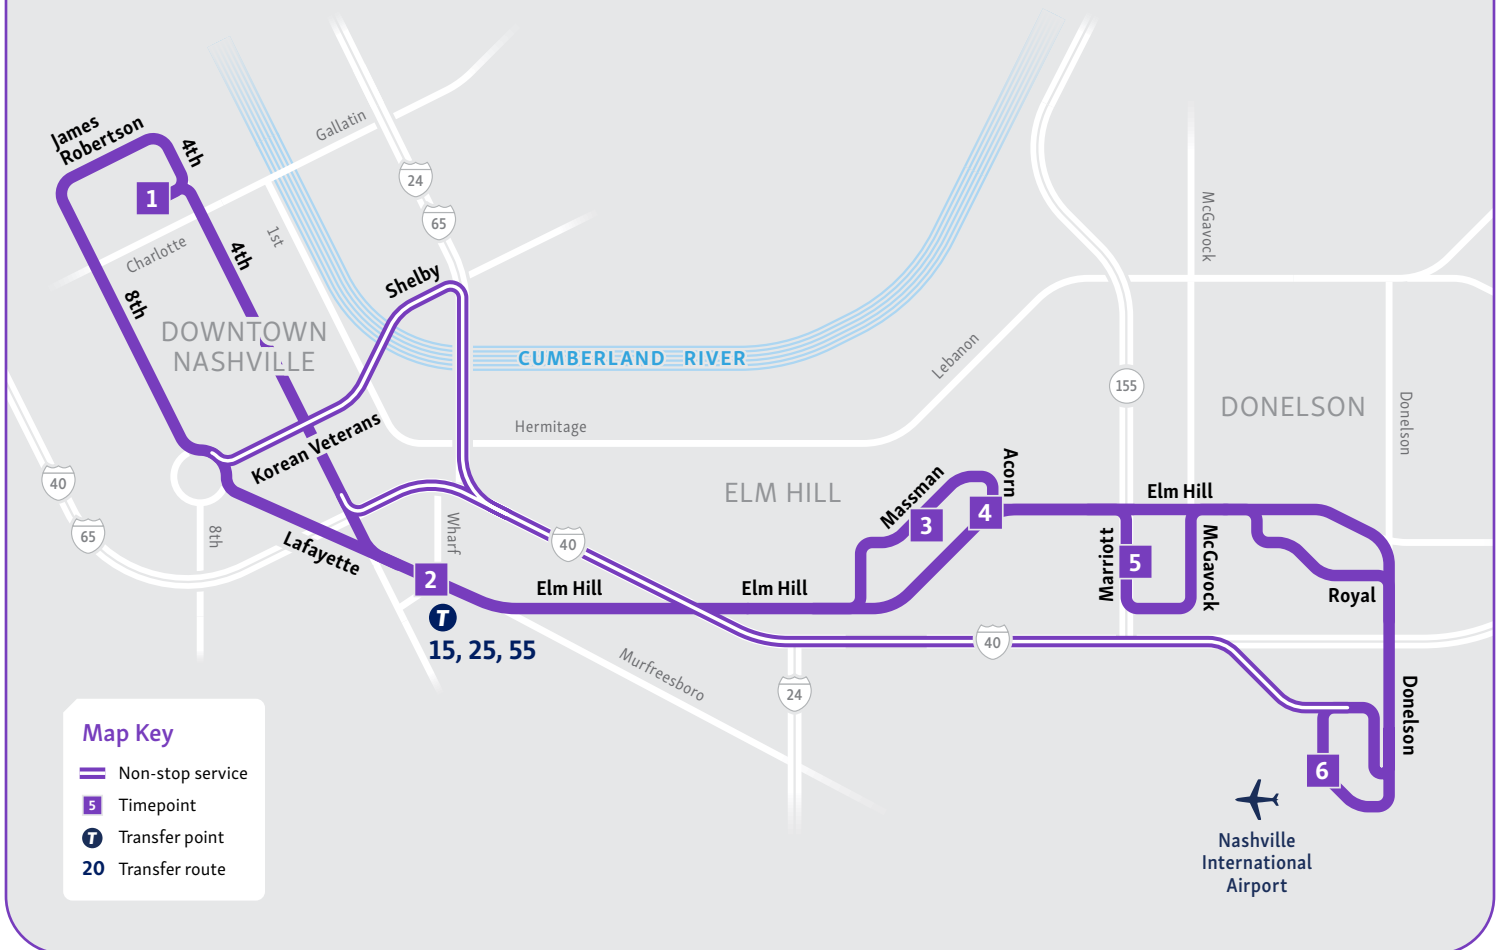 James
Robertson
4th
1
Charlotte
1st
Gallatin
24
65
4th
8th
Shelby
DOWNTOWN
NASHVILLE
CUMBERLAND RIVER
Korean Veterans
Hermitage
Lebanon
McGavock
155
DONELSON
Donelson
40
65
8th
Lafayette
Wharf
2
T
15, 25, 55
40
ELM HILL
Massman
3
Acorn
4
Elm Hill
Elm Hill
Elm Hill
Marriott
5
McGavock
Royal
Murfreesboro
24
40
Donelson
6
Nashville
International
Airport
Map Key
Non-stop service
5 Timepoint
T Transfer point
20 Transfer route